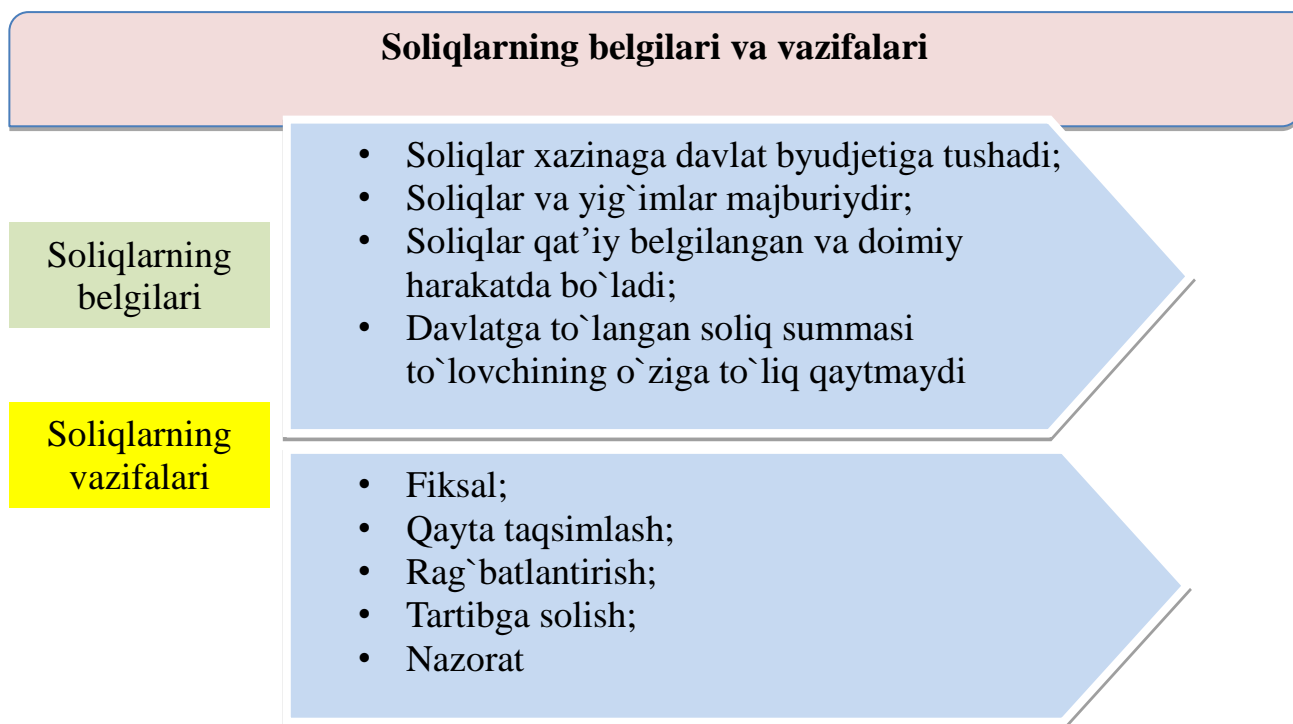 Soliqlarning belgilari va vazifalari
Soliqlarning
belgilari
• Soliqlar xazinaga davlat byudjetiga tushadi;
• Soliqlar va yig`imlar majburiydir;
• Soliqlar qat’iy belgilangan va doimiy
harakatda bo`ladi;
• Davlatga to`langan soliq summasi
to`lovchining o`ziga to`liq qaytmaydi
Soliqlarning
vazifalari
• Fiksal;
• Qayta taqsimlash;
• Rag`batlantirish;
• Tartibga solish;
• Nazorat